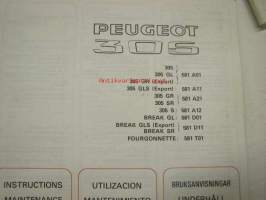 PEUGEOT
305
305
305 GL } 581 A01
305 GR (Export)
305 GLS (Export) } 581 A11
305 GR
305 SR } 581 A21
305 S } 581 A12
BREAK GL } 581 D01
BREAK GLS (Export)
BREAK SR } 581 D11
FOURGONNETTE } 581 T01
INSTRUCTIONS UTILIZACION BRUKSANVISNINGAR
MAINTENANCE MANTENIMIENTO UNDERHÅLL